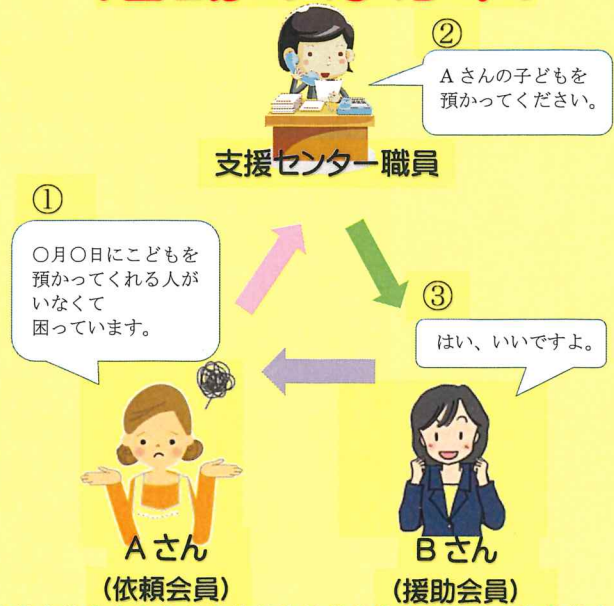 ②
Aさんの子どもを
預かってください。
支援センター職員
①
〇月〇日にこどもを
預かってくれる人が
いなくて
困っています。
③
はい、いいですよ。
Aさん
(依頼会員)
Bさん
(援助会員)